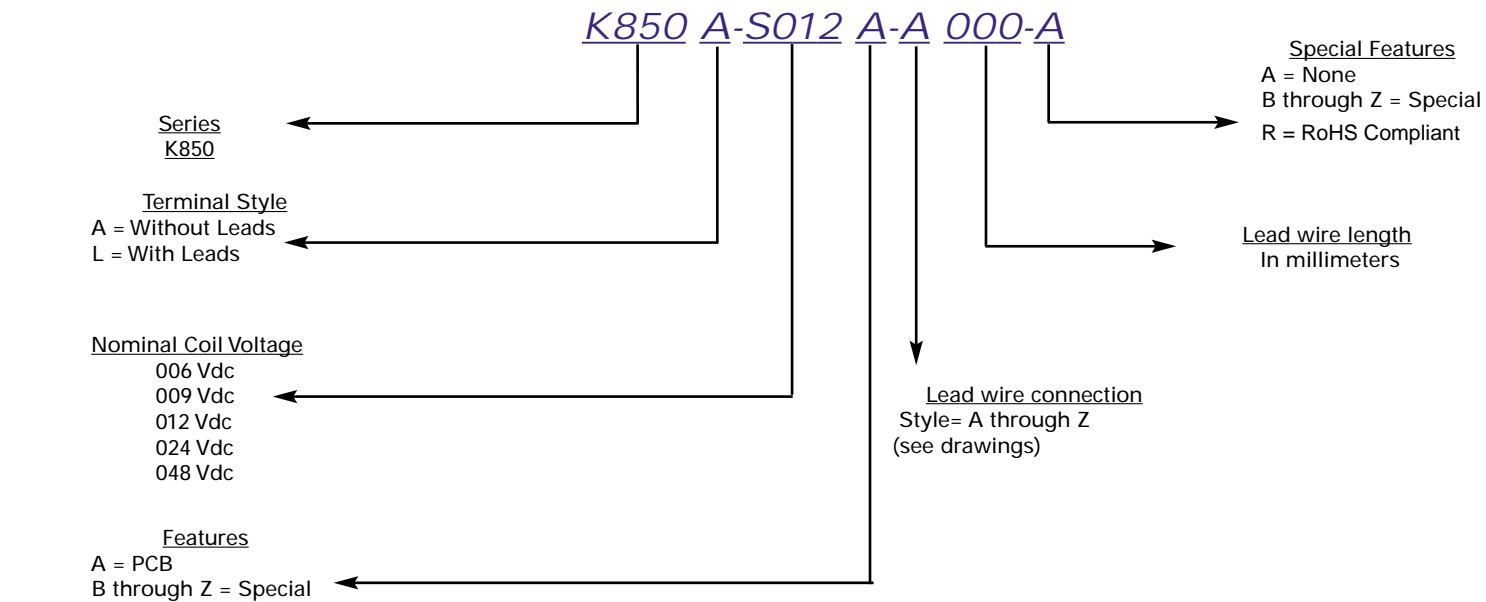 K850 A-S012 A-A 000-A
Special Features
A = None
B through Z = Special
R = RoHS Compliant
Series
K850
Terminal Style
A = Without Leads
L = With Leads
Lead wire length
In millimeters
Nominal Coil Voltage
006 Vdc
009 Vdc
012 Vdc
024 Vdc
048 Vdc
Lead wire connection
Style= A through Z
(see drawings)
Features
A = PCB
B through Z = Special